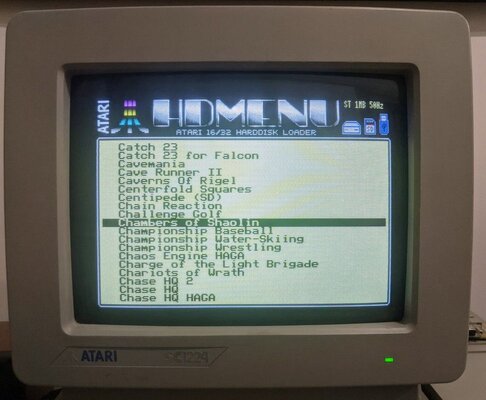 ATARI
HDMENU
ST 1MB 50Hz
ATARI 16/32 HARDDISK LOADER
Catch 23
Catch 23 for Falcon
Cavemania
Cave Runner II
Caverns Of Rigel
Centerfold Squares
Centipede (SD)
Chain Reaction
Challenge Golf
Chambers of Shaolin
Championship Baseball
Championship Water-Skiing
Championship Wrestling
Chaos Engine HAGA
Charge of the Light Brigade
Chariots of Wrath
Chase HQ 2
Chase HQ
Chase HQ HAGA
ATARI SC1224